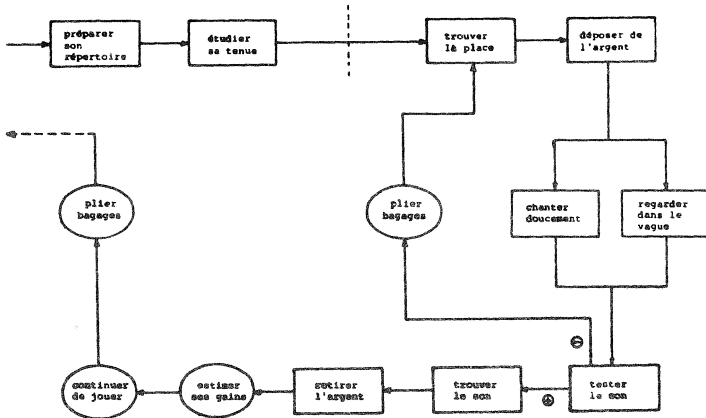 préparer
son
répertoire
étudier
sa tenue
trouver
la place
déposer de
l'argent
plier
bagages
plier
bagages
chanter
doucement
regarder
dans le
vague
⊖
continuer
de jouer
estimer
ses gains
retirer
l'argent
trouver
le son
⊕
tester
le son